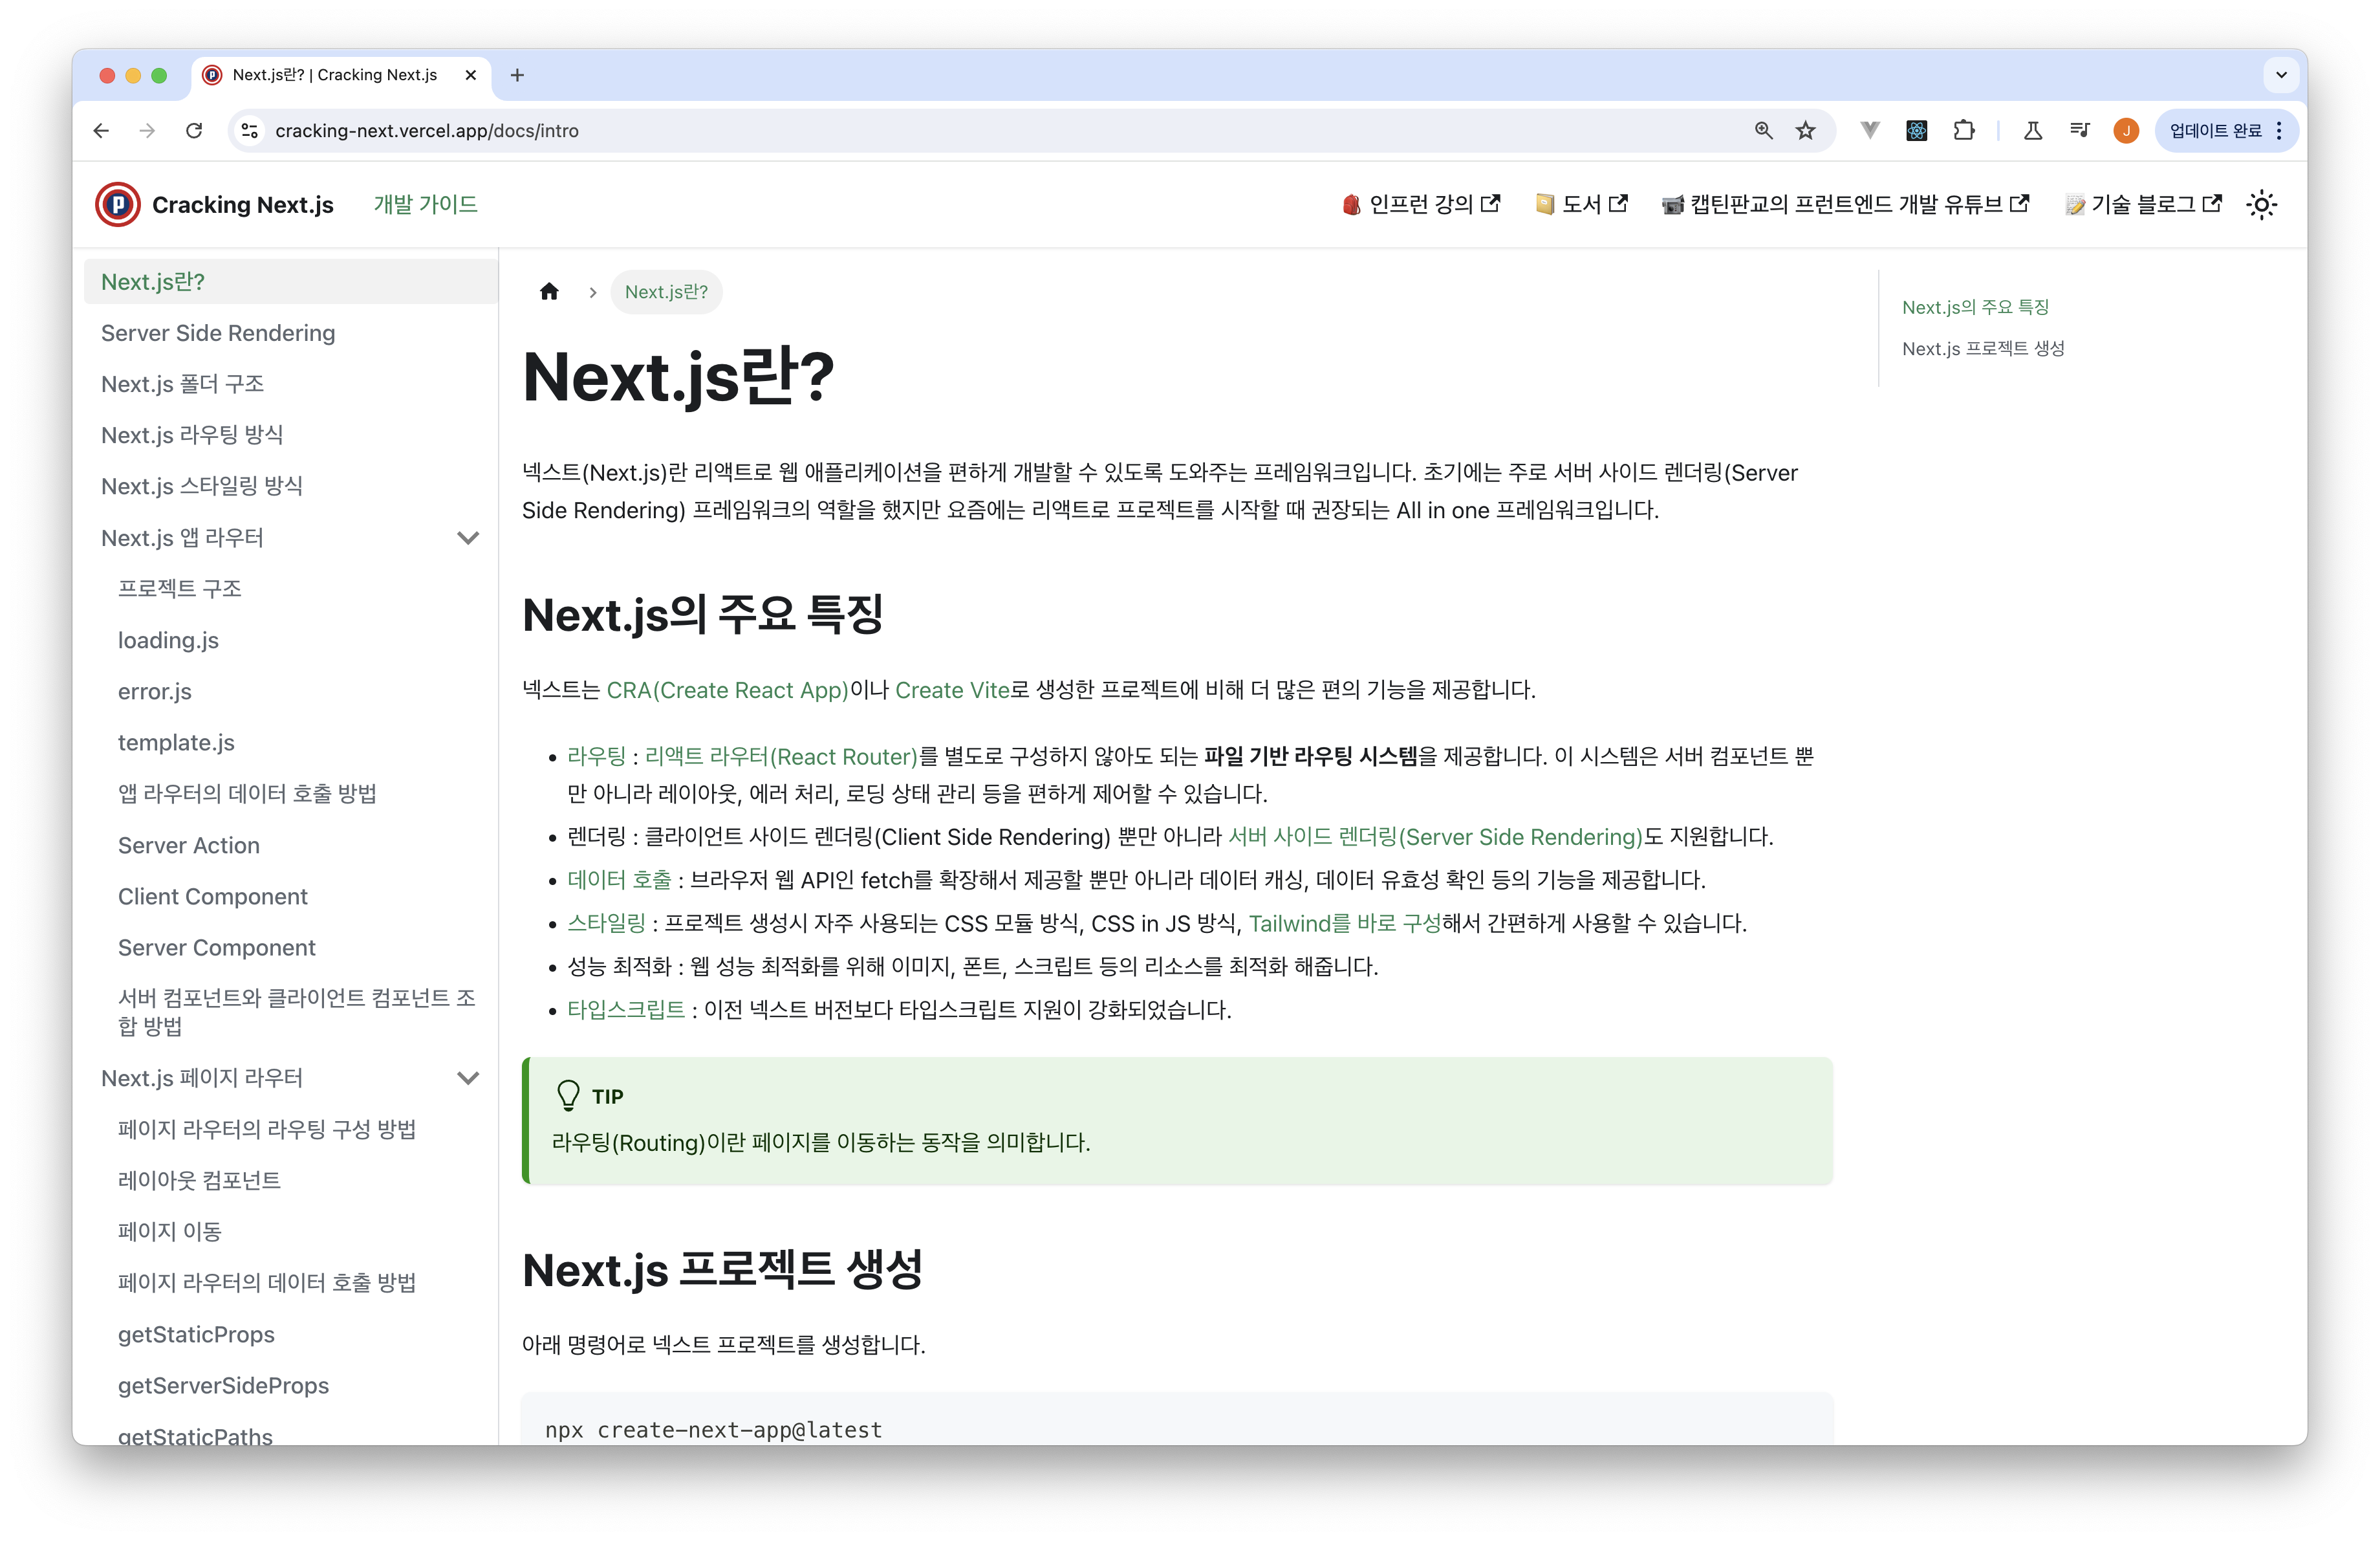 Next.js란? | Cracking Next.js
cracking-next.vercel.app/docs/intro
J
업데이트 완료
Cracking Next.js
개발 가이드
인프런 강의
도서
캡틴판교의 프런트엔드 개발 유튜브
기술 블로그
Next.js란?
Server Side Rendering
Next.js 폴더 구조
Next.js 라우팅 방식
Next.js 스타일링 방식
Next.js 앱 라우터
프로젝트 구조
loading.js
error.js
template.js
앱 라우터의 데이터 호출 방법
Server Action
Client Component
Server Component
서버 컴포넌트와 클라이언트 컴포넌트 조
합 방법
Next.js 페이지 라우터
페이지 라우터의 라우팅 구성 방법
레이아웃 컴포넌트
페이지 이동
페이지 라우터의 데이터 호출 방법
getStaticProps
getServerSideProps
getStaticPaths
Next.js란?
Next.js란?
넥스트(Next.js)란 리액트로 웹 애플리케이션을 편하게 개발할 수 있도록 도와주는 프레임워크입니다. 초기에는 주로 서버 사이드 렌더링(Server
Side Rendering) 프레임워크의 역할을 했지만 요즘에는 리액트로 프로젝트를 시작할 때 권장되는 All in one 프레임워크입니다.
Next.js의 주요 특징
넥스트는 CRA(Create React App)이나 Create Vite로 생성한 프로젝트에 비해 더 많은 편의 기능을 제공합니다.
라우팅 : 리액트 라우터(React Router)를 별도로 구성하지 않아도 되는 파일 기반 라우팅 시스템을 제공합니다. 이 시스템은 서버 컴포넌트 뿐
만 아니라 레이아웃, 에러 처리, 로딩 상태 관리 등을 편하게 제어할 수 있습니다.
렌더링 : 클라이언트 사이드 렌더링(Client Side Rendering) 뿐만 아니라 서버 사이드 렌더링(Server Side Rendering)도 지원합니다.
데이터 호출 : 브라우저 웹 API인 fetch를 확장해서 제공할 뿐만 아니라 데이터 캐싱, 데이터 유효성 확인 등의 기능을 제공합니다.
스타일링 : 프로젝트 생성시 자주 사용되는 CSS 모듈 방식, CSS in JS 방식, Tailwind를 바로 구성해서 간편하게 사용할 수 있습니다.
성능 최적화 : 웹 성능 최적화를 위해 이미지, 폰트, 스크립트 등의 리소스를 최적화 해줍니다.
타입스크립트 : 이전 넥스트 버전보다 타입스크립트 지원이 강화되었습니다.
TIP
라우팅(Routing)이란 페이지를 이동하는 동작을 의미합니다.
Next.js 프로젝트 생성
아래 명령어로 넥스트 프로젝트를 생성합니다.
npx create-next-app@latest
Next.js의 주요 특징
Next.js 프로젝트 생성